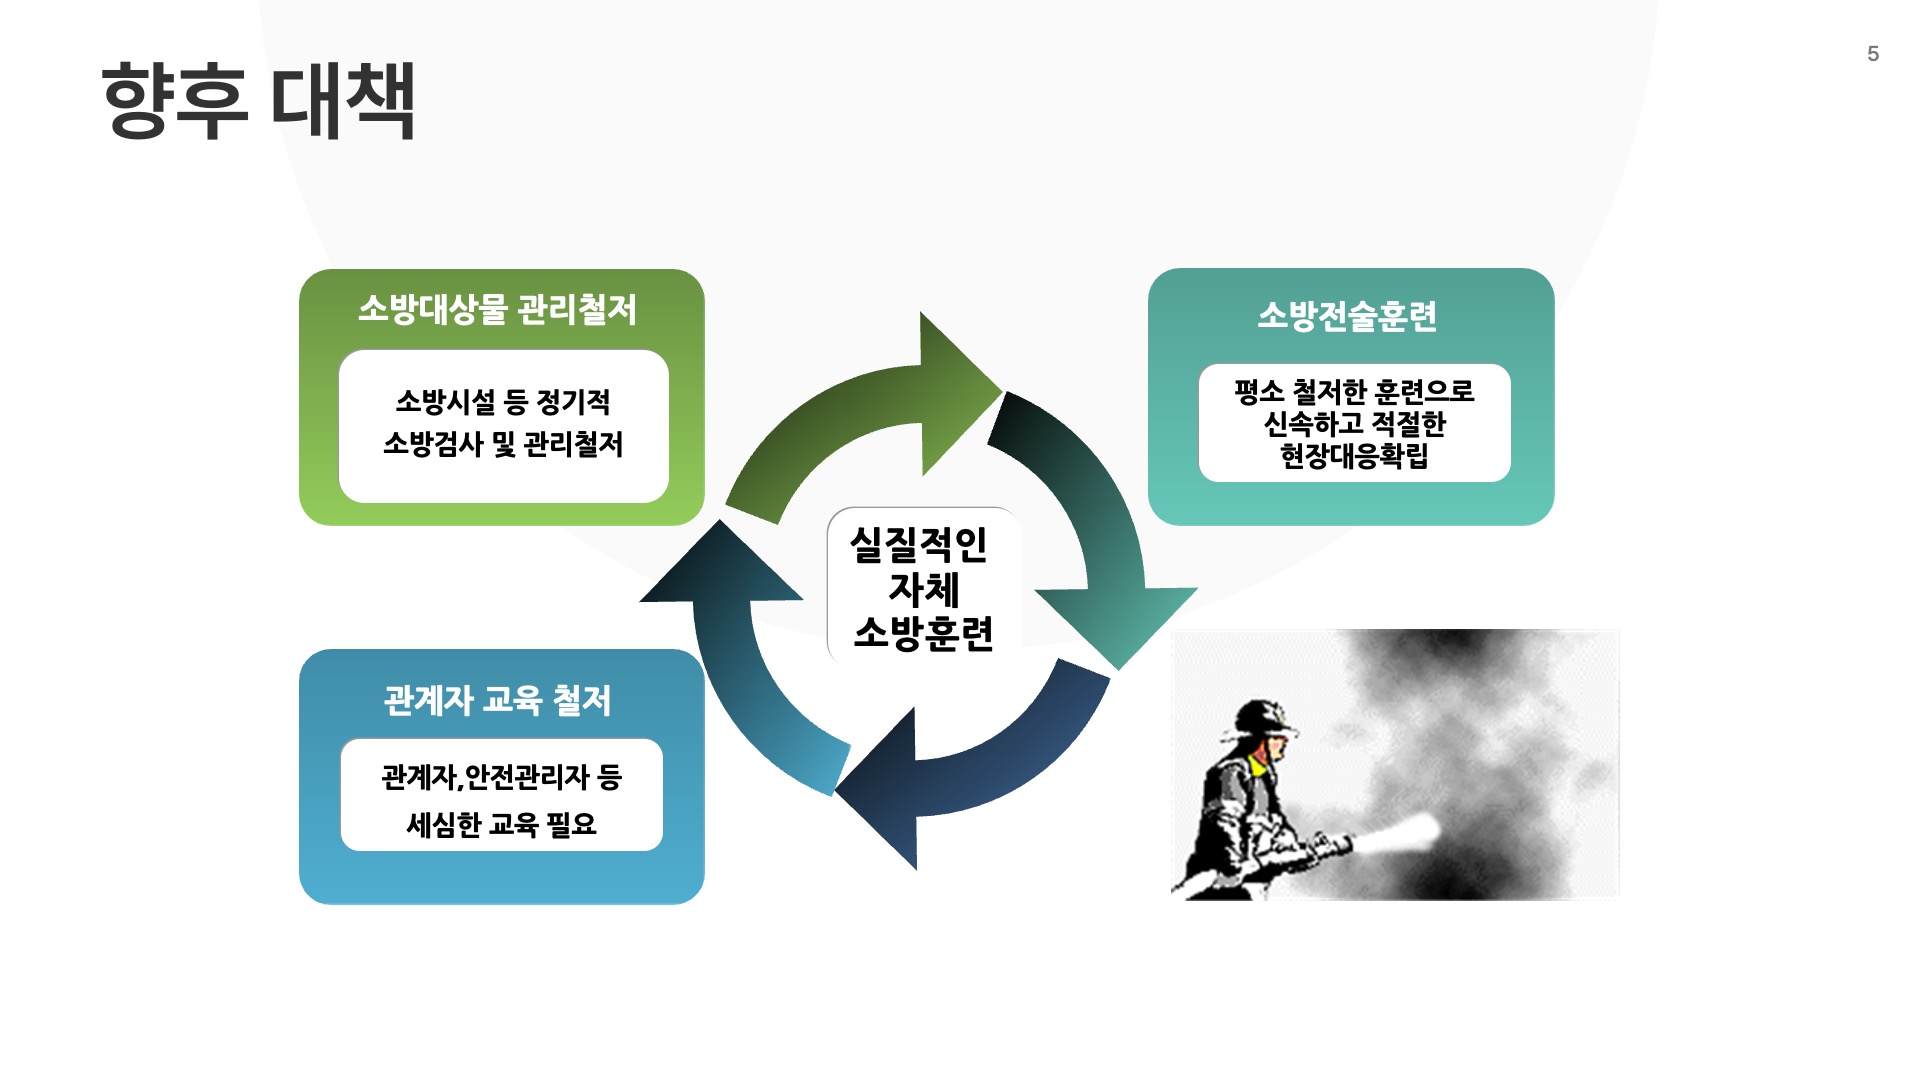 향후 대책
5
소방대상물 관리철저
소방시설 등 정기적
소방검사 및 관리철저
소방전술훈련
평소 철저한 훈련으로
신속하고 적절한
현장대응확립
실질적인
자체
소방훈련
관계자 교육 철저
관계자,안전관리자 등
세심한 교육 필요